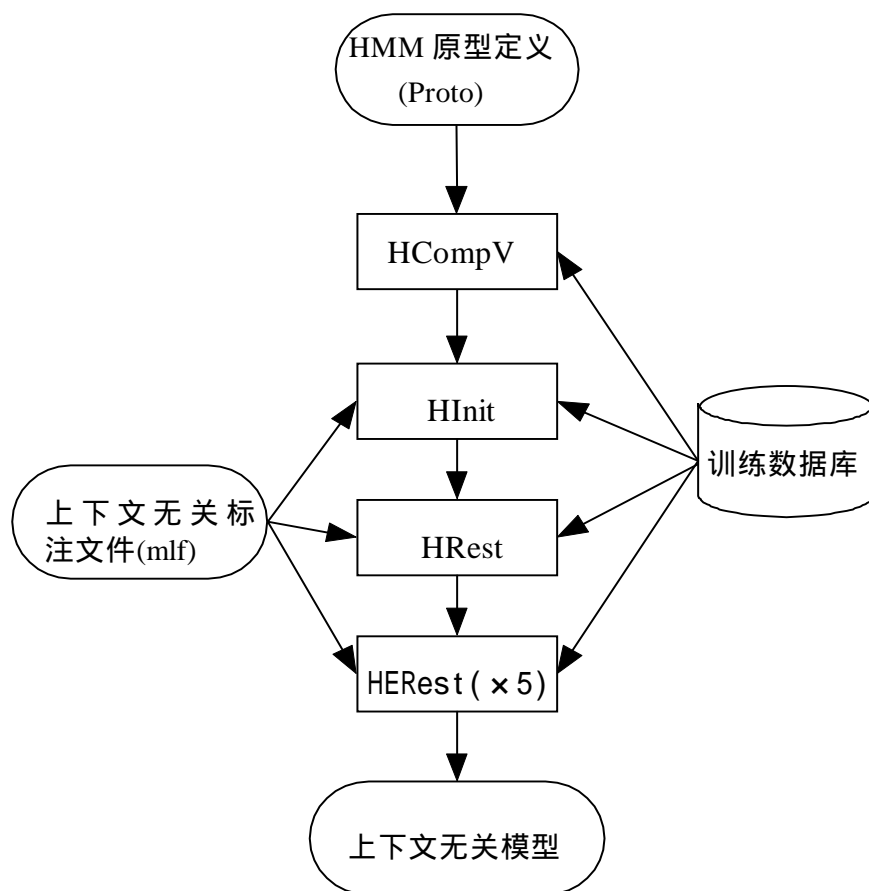 HMM 原型定义
(Proto)
HCompV
HInit
训练数据库
上下文无关标
注文件(mlf)
HRest
HERest(×5)
上下文无关模型